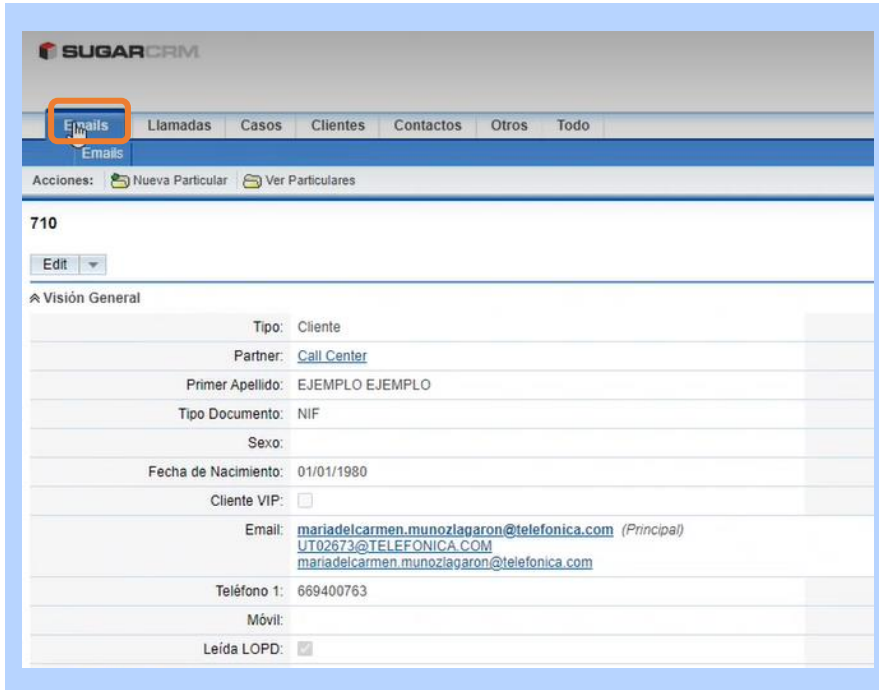 SUGARCRM
Emails Llamadas Casos Clientes Contactos Otros Todo
Emails
Acciones: Nueva Particular Ver Particulares
710
Edit
Visión General
Tipo: Cliente
Partner: Call Center
Primer Apellido: EJEMPLO EJEMPLO
Tipo Documento: NIF
Sexo:
Fecha de Nacimiento: 01/01/1980
Cliente VIP:
Email: mariadelcarmen.munozlagaron@telefonica.com (Principal)
UT02673@TELEFONICA.COM
mariadelcarmen.munozlagaron@telefonica.com
Teléfono 1: 669400763
Móvil:
Leída LOPD: